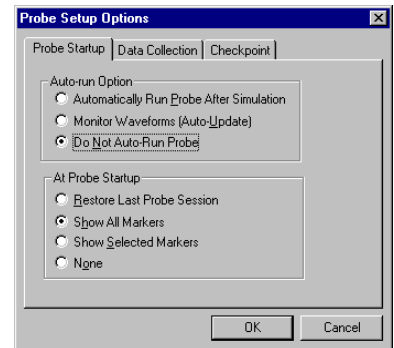 Probe Setup Options
Probe Startup Data Collection Checkpoint
Auto-run Option
Automatically Run Probe After Simulation
Monitor Waveforms (Auto-Update)
Do Not Auto-Run Probe
At Probe Startup
Restore Last Probe Session
Show All Markers
Show Selected Markers
None
OK Cancel